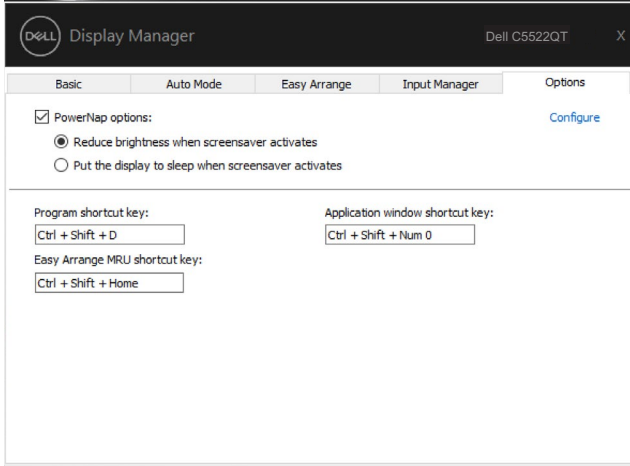 DELL Display Manager
Dell C5522QT X
Basic Auto Mode Easy Arrange Input Manager Options
PowerNap options: Configure
Reduce brightness when screensaver activates
Put the display to sleep when screensaver activates
Program shortcut key: Application window shortcut key:
Ctrl + Shift + D Ctrl + Shift + Num 0
Easy Arrange MRU shortcut key:
Ctrl + Shift + Home